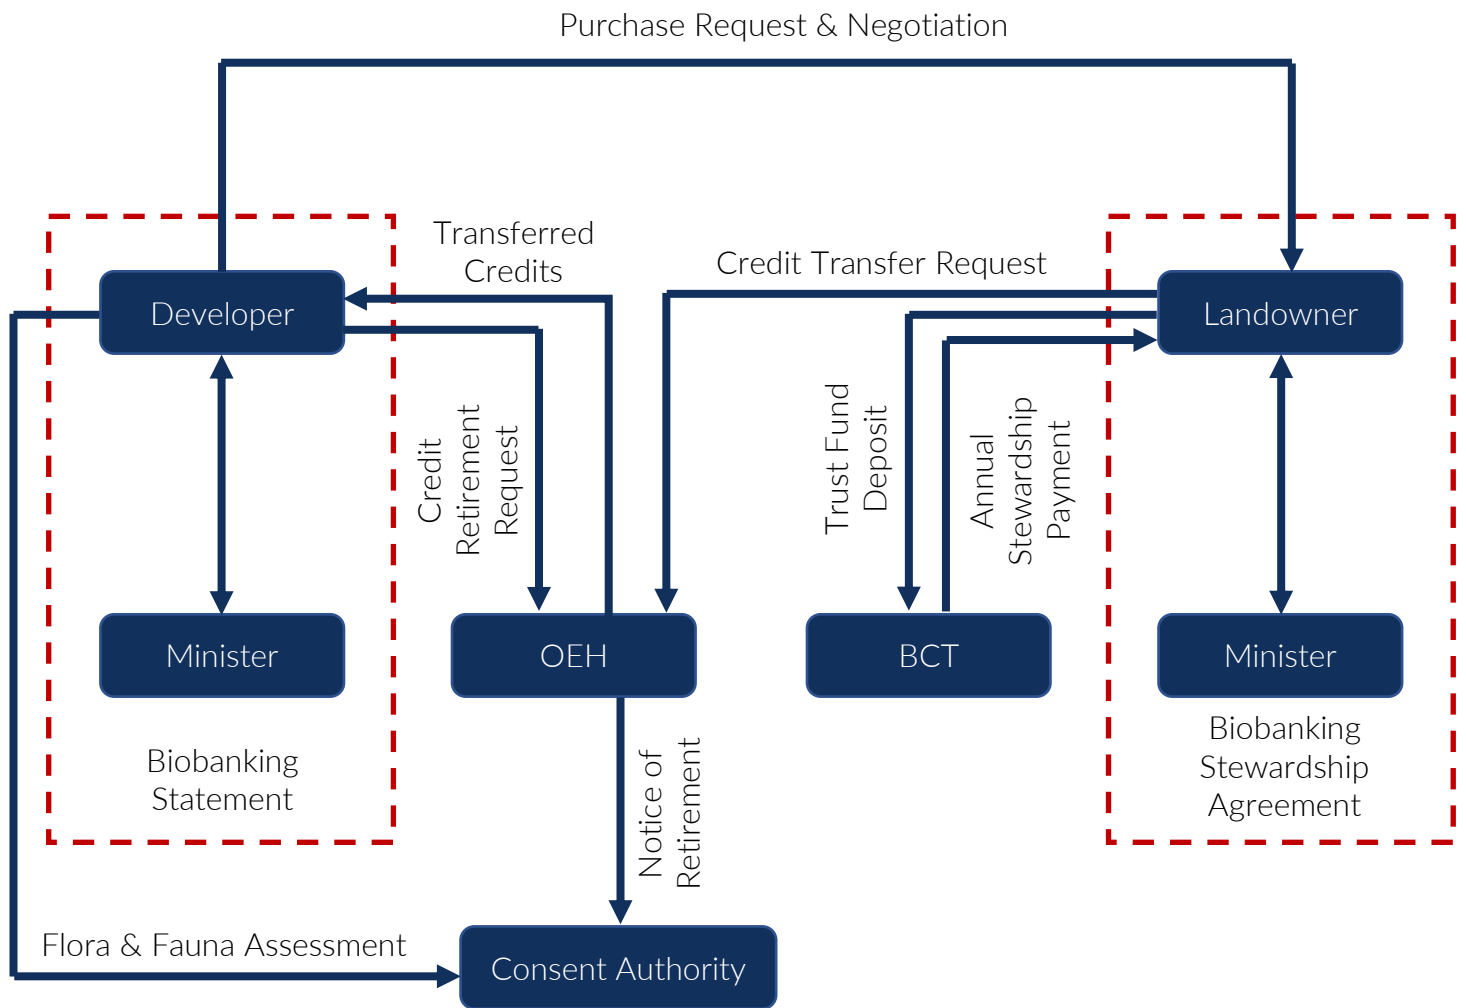 Purchase Request & Negotiation
Transferred
Credits
Credit Transfer Request
Developer
Landowner
Credit
Retirement
Request
Trust Fund
Deposit
Annual
Stewardship
Payment
Minister
OEH
BCT
Minister
Biobanking
Statement
Notice of
Retirement
Biobanking
Stewardship
Agreement
Flora & Fauna Assessment
Consent Authority